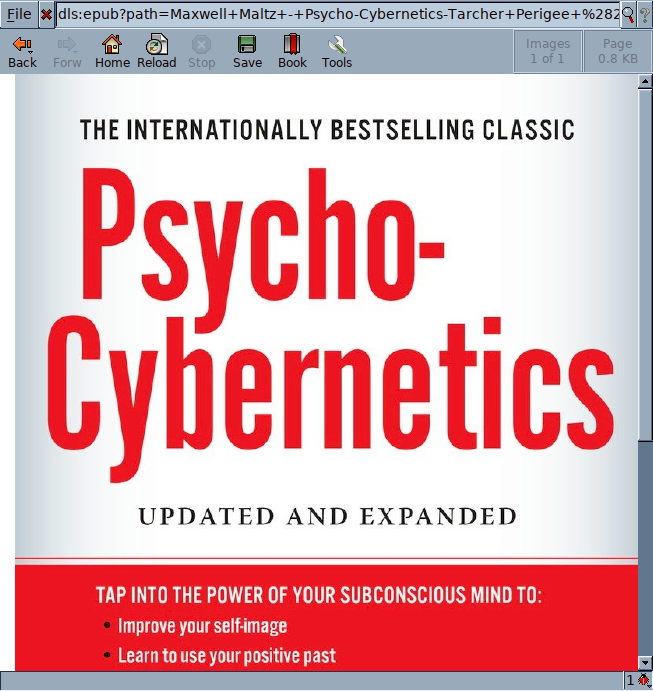 File dls:epub?path=Maxwell+Maltz+-+Psycho-Cybernetics-Tarcher+Perigee+%282 ?
Back Forw Home Reload Stop Save Book Tools
Images Page
1 of 1 0.8 KB
THE INTERNATIONALLY BESTSELLING CLASSIC
Psycho-
Cybernetics
UPDATED AND EXPANDED
TAP INTO THE POWER OF YOUR SUBCONSCIOUS MIND TO:
• Improve your self-image
• Learn to use your positive past
1